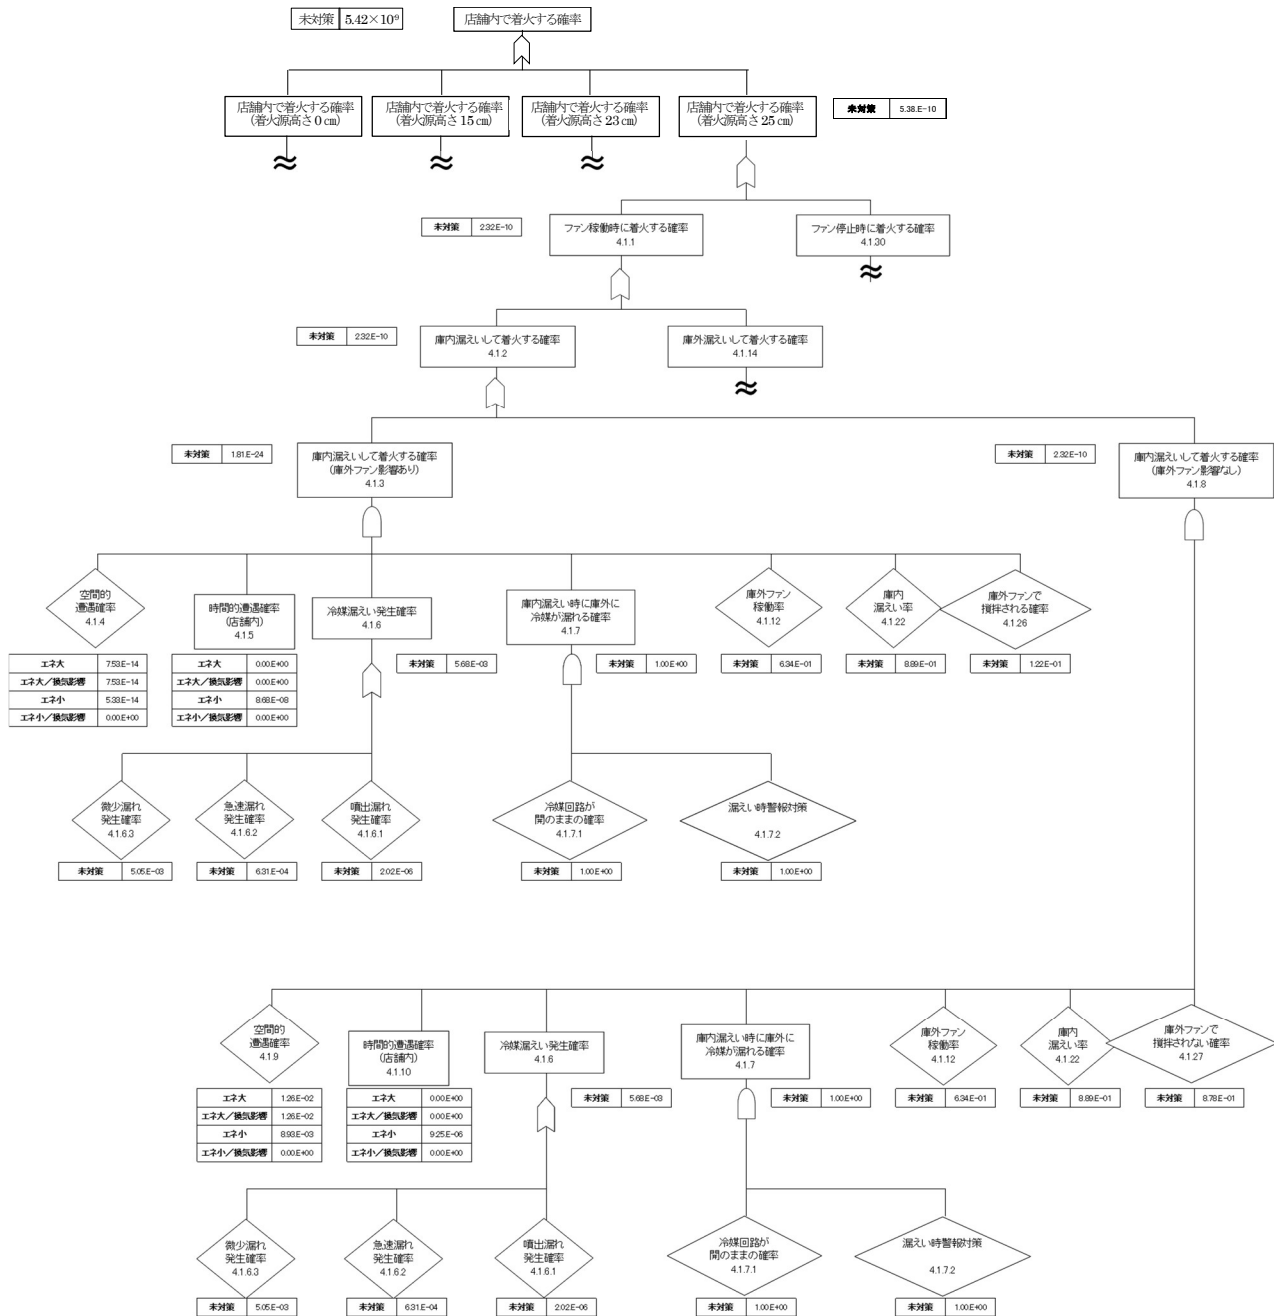 未対策 5.42×10⁹
店舗内で着火する確率
店舗内で着火する確率
(着火源高さ0㎝)
店舗内で着火する確率
(着火源高さ15㎝)
店舗内で着火する確率
(着火源高さ23㎝)
店舗内で着火する確率
(着火源高さ25㎝)
未対策 5.38.E-10
未対策 2.32E-10
ファン稼働時に着火する確率
4.1.1
ファン停止時に着火する確率
4.1.30
未対策 2.32E-10
庫内漏えいして着火する確率
4.1.2
庫外漏えいして着火する確率
4.1.14
未対策 1.81.E-24
庫内漏えいして着火する確率
(庫外ファン影響あり)
4.1.3
未対策 2.32E-10
庫内漏えいして着火する確率
(庫外ファン影響なし)
4.1.8
空間的
遭遇確率
4.1.4
時間的遭遇確率
(店舗内)
4.1.5
冷媒漏えい発生確率
4.1.6
庫内漏えい時に庫外に
冷媒が漏れる確率
4.1.7
庫外ファン
稼働率
4.1.12
庫内
漏えい率
4.1.22
庫外ファンで
撹拌される確率
4.1.26
エネ大 7.53.E-14
エネ大／換気影響 7.53.E-14
エネ小 5.33.E-14
エネ小／換気影響 0.00.E+00
エネ大 0.00.E+00
エネ大／換気影響 0.00.E+00
エネ小 8.68.E-08
エネ小／換気影響 0.00.E+00
未対策 5.68.E-03
未対策 1.00.E+00
未対策 6.34.E-01
未対策 8.89.E-01
未対策 1.22.E-01
微少漏れ
発生確率
4.1.6.3
急速漏れ
発生確率
4.1.6.2
噴出漏れ
発生確率
4.1.6.1
冷媒回路が
開のままの確率
4.1.7.1
漏えい時警報対策
4.1.7.2
未対策 5.05.E-03
未対策 6.31.E-04
未対策 2.02.E-06
未対策 1.00.E+00
未対策 1.00.E+00
空間的
遭遇確率
4.1.9
時間的遭遇確率
(店舗内)
4.1.10
冷媒漏えい発生確率
4.1.6
庫内漏えい時に庫外に
冷媒が漏れる確率
4.1.7
庫外ファン
稼働率
4.1.12
庫内
漏えい率
4.1.22
庫外ファンで
撹拌されない確率
4.1.27
エネ大 1.26.E-02
エネ大／換気影響 1.26.E-02
エネ小 8.93.E-03
エネ小／換気影響 0.00.E+00
エネ大 0.00.E+00
エネ大／換気影響 0.00.E+00
エネ小 9.25.E-06
エネ小／換気影響 0.00.E+00
未対策 5.68.E-03
未対策 1.00.E+00
未対策 6.34.E-01
未対策 8.89.E-01
未対策 8.78.E-01
微少漏れ
発生確率
4.1.6.3
急速漏れ
発生確率
4.1.6.2
噴出漏れ
発生確率
4.1.6.1
冷媒回路が
開のままの確率
4.1.7.1
漏えい時警報対策
4.1.7.2
未対策 5.05.E-03
未対策 6.31.E-04
未対策 2.02.E-06
未対策 1.00.E+00
未対策 1.00.E+00